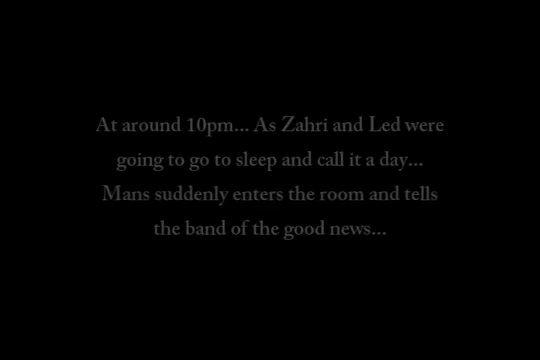 At around 10pm... As Zahri and Led were
going to go to sleep and call it a day...
Mans suddenly enters the room and tells
the band of the good news...